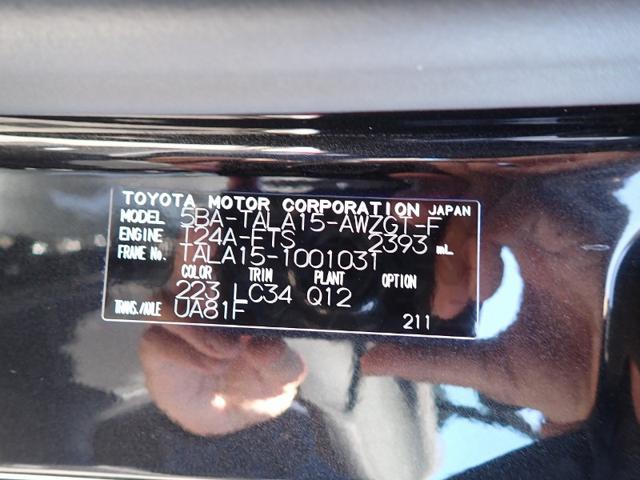 TOYOTA MOTOR CORPORATION JAPAN
MODEL 5BA-TALA15-AWZGT-F
ENGINE T24A-FTS 2393 mL
FRAME No. TALA15-1001031
COLOR TRIM PLANT OPTION
223 LC34 Q12
TRANS./AXLE UA81F
211